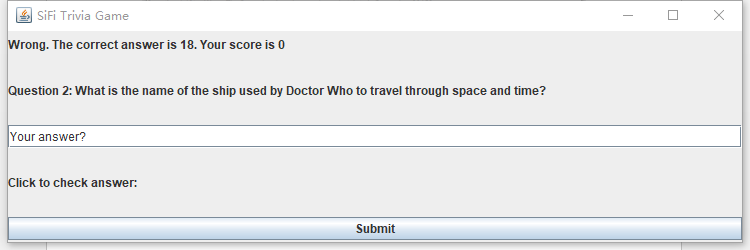 SiFi Trivia Game
Wrong. The correct answer is 18. Your score is 0
Question 2: What is the name of the ship used by Doctor Who to travel through space and time?
Your answer?
Click to check answer:
Submit